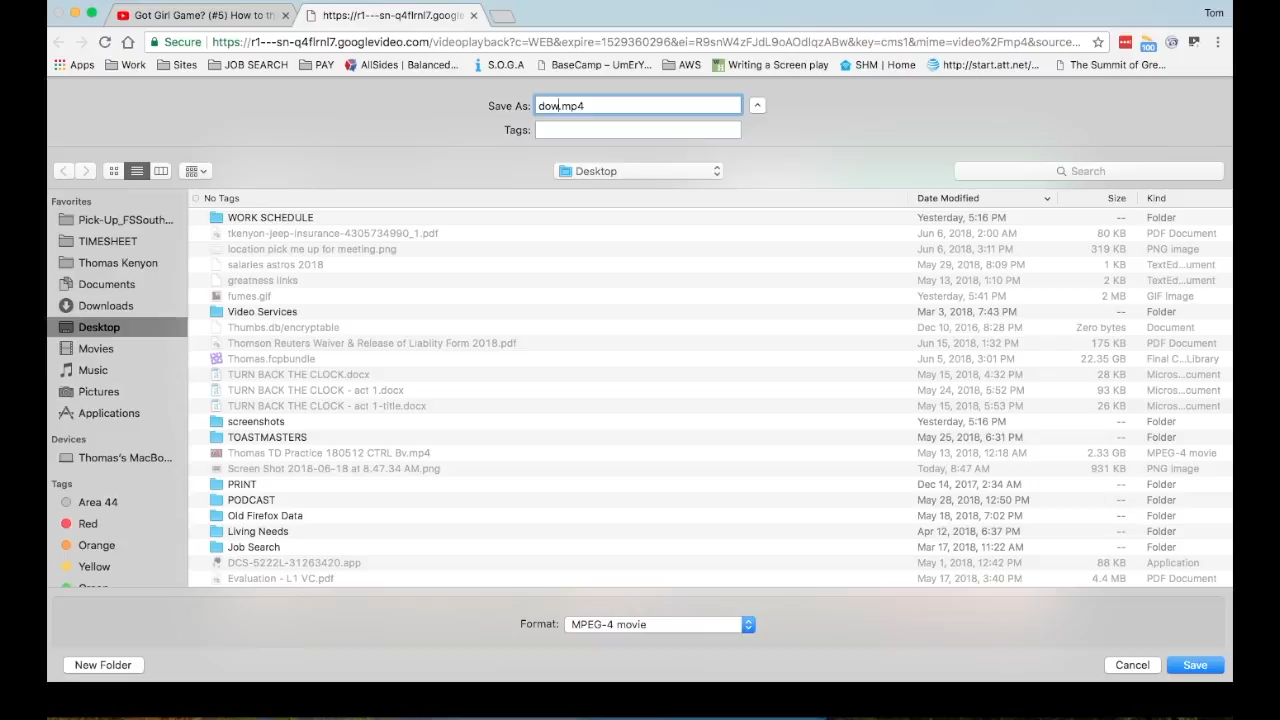 Got Girl Game? (#5) How to th
https://r1---sn-q4flrnl7.google
Tom
Secure https://r1---sn-q4flrnl7.googlevideo.com/videoplayback?c=WEB&expire=1529360296&ei=R9snW4zFJdL9oAOdlqzABw&key=cms1&mime=video%2Fmp4&source...
100
Apps Work Sites JOB SEARCH PAY AllSides | Balanced... S.O.G.A BaseCamp – UmErY... AWS Writing a Screen play SHM | Home http://start.att.net/... The Summit of Gre...
Save As: dow.mp4
Tags:
Desktop
Search
Favorites
Pick-Up_FSSouth...
TIMESHEET
Thomas Kenyon
Documents
Downloads
Desktop
Movies
Music
Pictures
Applications
Devices
Thomas's MacBo...
Tags
Area 44
Red
Orange
Yellow
Green
No Tags Date Modified Size Kind
WORK SCHEDULE Yesterday, 5:16 PM -- Folder
tkenyon-jeep-insurance-4305734990_1.pdf Jun 6, 2018, 2:00 AM 80 KB PDF Document
location pick me up for meeting.png Jun 6, 2018, 3:11 PM 319 KB PNG image
salaries astros 2018 May 29, 2018, 8:09 PM 1 KB TextEd...ument
greatness links May 13, 2018, 1:10 PM 2 KB TextEd...ument
fumes.gif Yesterday, 5:41 PM 2 MB GIF Image
Video Services Mar 3, 2018, 7:43 PM -- Folder
Thumbs.db/encryptable Dec 10, 2016, 8:28 PM Zero bytes Document
Thomson Reuters Waiver & Release of Liablity Form 2018.pdf Jun 15, 2018, 1:32 PM 175 KB PDF Document
Thomas.fcpbundle Jun 5, 2018, 3:01 PM 22.35 GB Final C...Library
TURN BACK THE CLOCK.docx May 15, 2018, 4:32 PM 28 KB Micros...cument
TURN BACK THE CLOCK - act 1.docx May 24, 2018, 5:52 PM 93 KB Micros...cument
TURN BACK THE CLOCK - act 1-title.docx May 15, 2018, 5:53 PM 26 KB Micros...cument
screenshots Yesterday, 5:16 PM -- Folder
TOASTMASTERS May 25, 2018, 6:31 PM -- Folder
Thomas TD Practice 180512 CTRL Bv.mp4 May 13, 2018, 12:18 AM 2.33 GB MPEG-4 movie
Screen Shot 2018-06-18 at 8.47.34 AM.png Today, 8:47 AM 931 KB PNG image
PRINT Dec 14, 2017, 2:34 AM -- Folder
PODCAST May 28, 2018, 12:50 PM -- Folder
Old Firefox Data May 18, 2018, 7:02 PM -- Folder
Living Needs Apr 12, 2018, 6:37 PM -- Folder
Job Search Mar 17, 2018, 11:22 AM -- Folder
DCS-5222L-31263420.app May 1, 2018, 12:42 PM 88 KB Application
Evaluation - L1 VC.pdf May 17, 2018, 3:40 PM 4.4 MB PDF Document
Format: MPEG-4 movie
New Folder
Cancel
Save